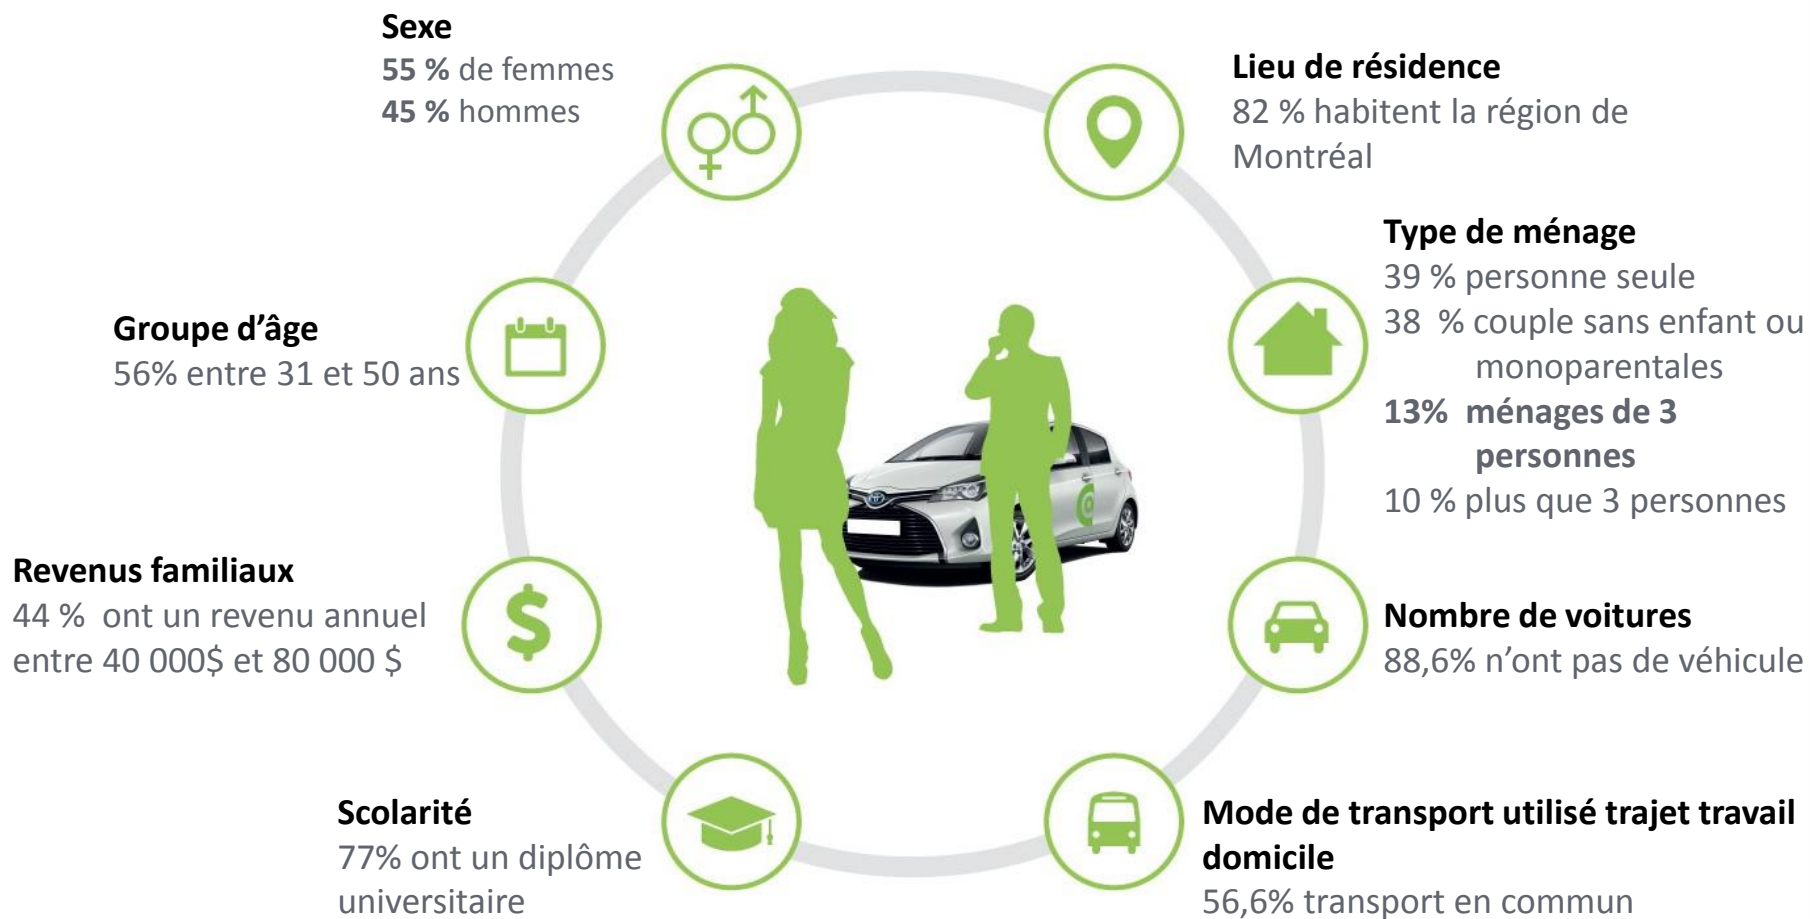 Sexe
55 % de femmes
45 % hommes
Lieu de résidence
82 % habitent la région de
Montréal
Type de ménage
39 % personne seule
38 % couple sans enfant ou
monoparentales
13% ménages de 3
personnes
10 % plus que 3 personnes
Groupe d’âge
56% entre 31 et 50 ans
Revenus familiaux
44 % ont un revenu annuel
entre 40 000$ et 80 000 $
$
Nombre de voitures
88,6% n’ont pas de véhicule
Scolarité
77% ont un diplôme
universitaire
Mode de transport utilisé trajet travail
domicile
56,6% transport en commun